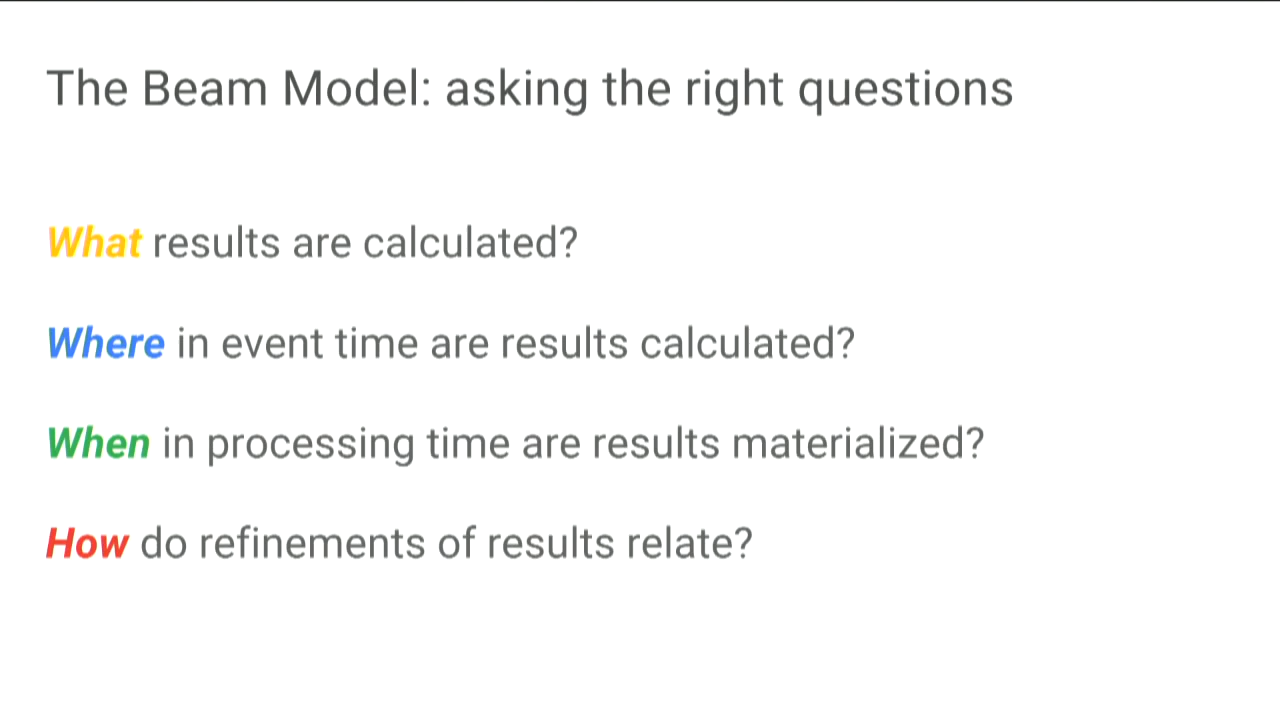 The Beam Model: asking the right questions
What results are calculated?
Where in event time are results calculated?
When in processing time are results materialized?
How do refinements of results relate?